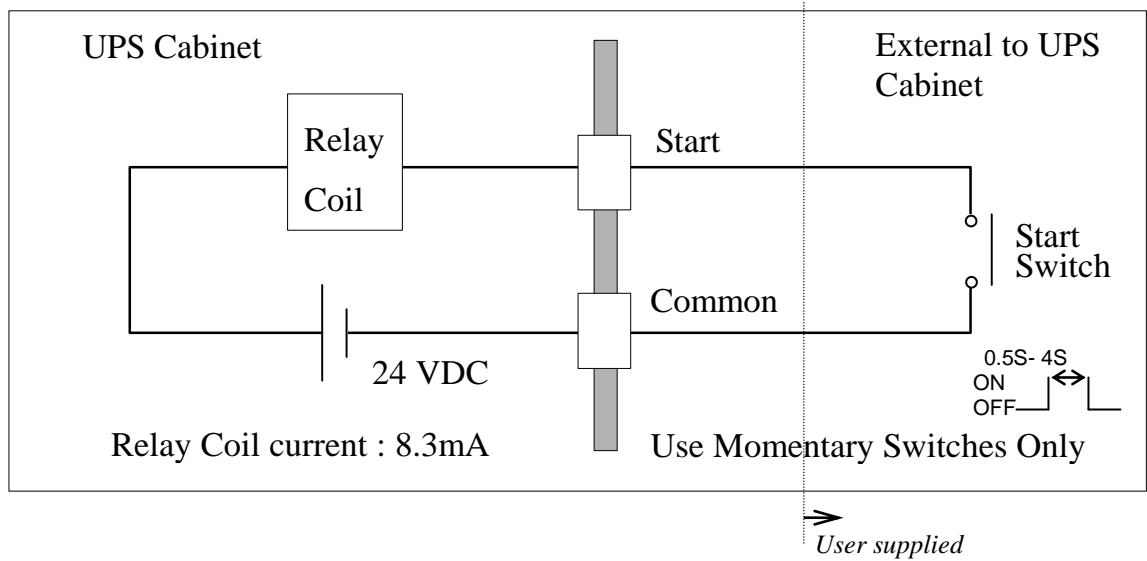 UPS Cabinet
External to UPS
Cabinet
Relay
Coil
Start
Start
Switch
Common
24 VDC
0.5S- 4S
ON
OFF
Relay Coil current : 8.3mA
Use Momentary Switches Only
User supplied